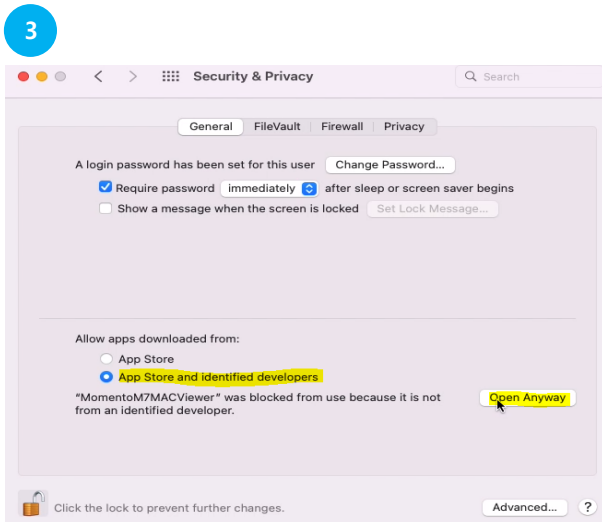 3
Security & Privacy
Search
General FileVault Firewall Privacy
A login password has been set for this user Change Password...
Require password immediately after sleep or screen saver begins
Show a message when the screen is locked Set Lock Message...
Allow apps downloaded from:
App Store
App Store and identified developers
“MomentoM7MACViewer” was blocked from use because it is not Open Anyway
from an identified developer.
Click the lock to prevent further changes. Advanced... ?